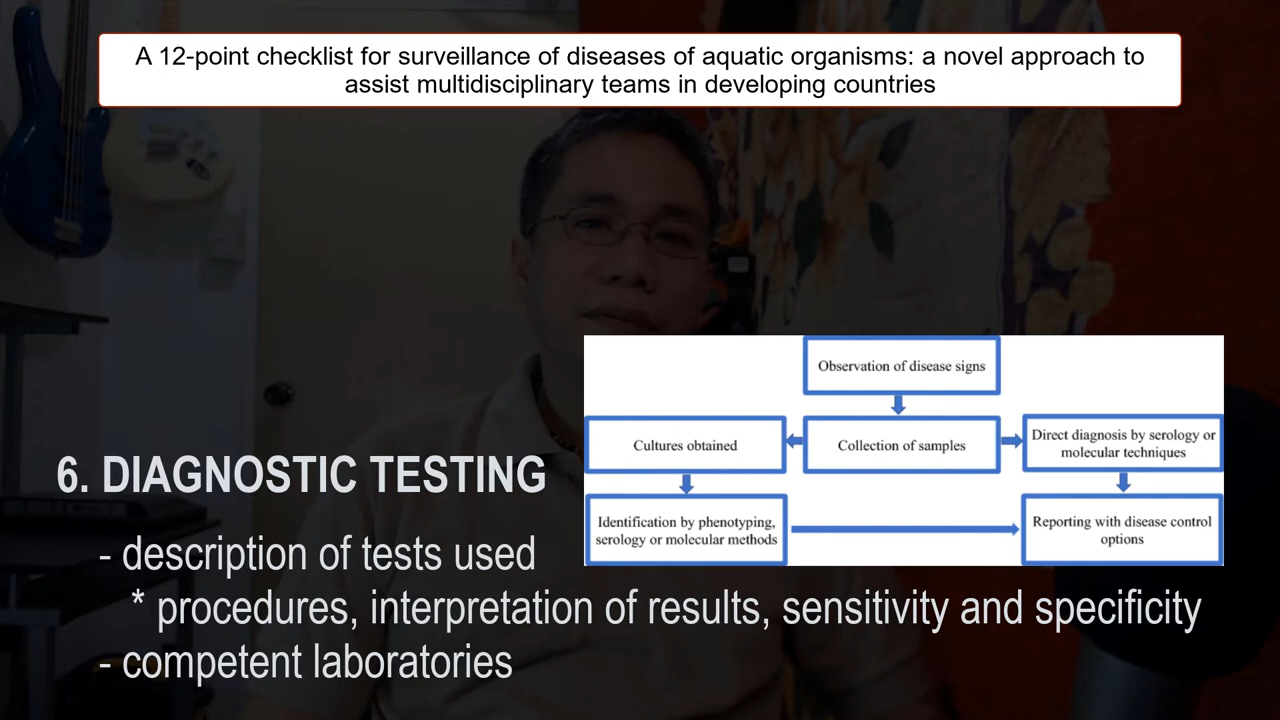 A 12-point checklist for surveillance of diseases of aquatic organisms: a novel approach to
assist multidisciplinary teams in developing countries
Observation of disease signs
Cultures obtained
Collection of samples
Direct diagnosis by serology or
molecular techniques
Identification by phenotyping,
serology or molecular methods
Reporting with disease control
options
6. DIAGNOSTIC TESTING
- description of tests used
* procedures, interpretation of results, sensitivity and specificity
- competent laboratories